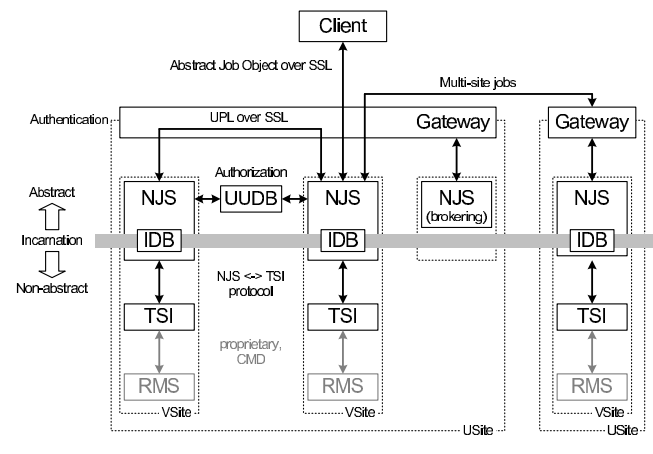 Client
Abstract Job Object over SSL
Multi-site jobs
Authentication
UPL over SSL
Gateway
Gateway
Authorization
Abstract
NJS
UUDB
NJS
NJS
(brokering)
NJS
Incarnation
IDB
IDB
IDB
Non-abstract
NJS <-> TSI
protocol
TSI
TSI
TSI
proprietary,
CMD
RMS
RMS
RMS
VSite
VSite
VSite
USite
USite